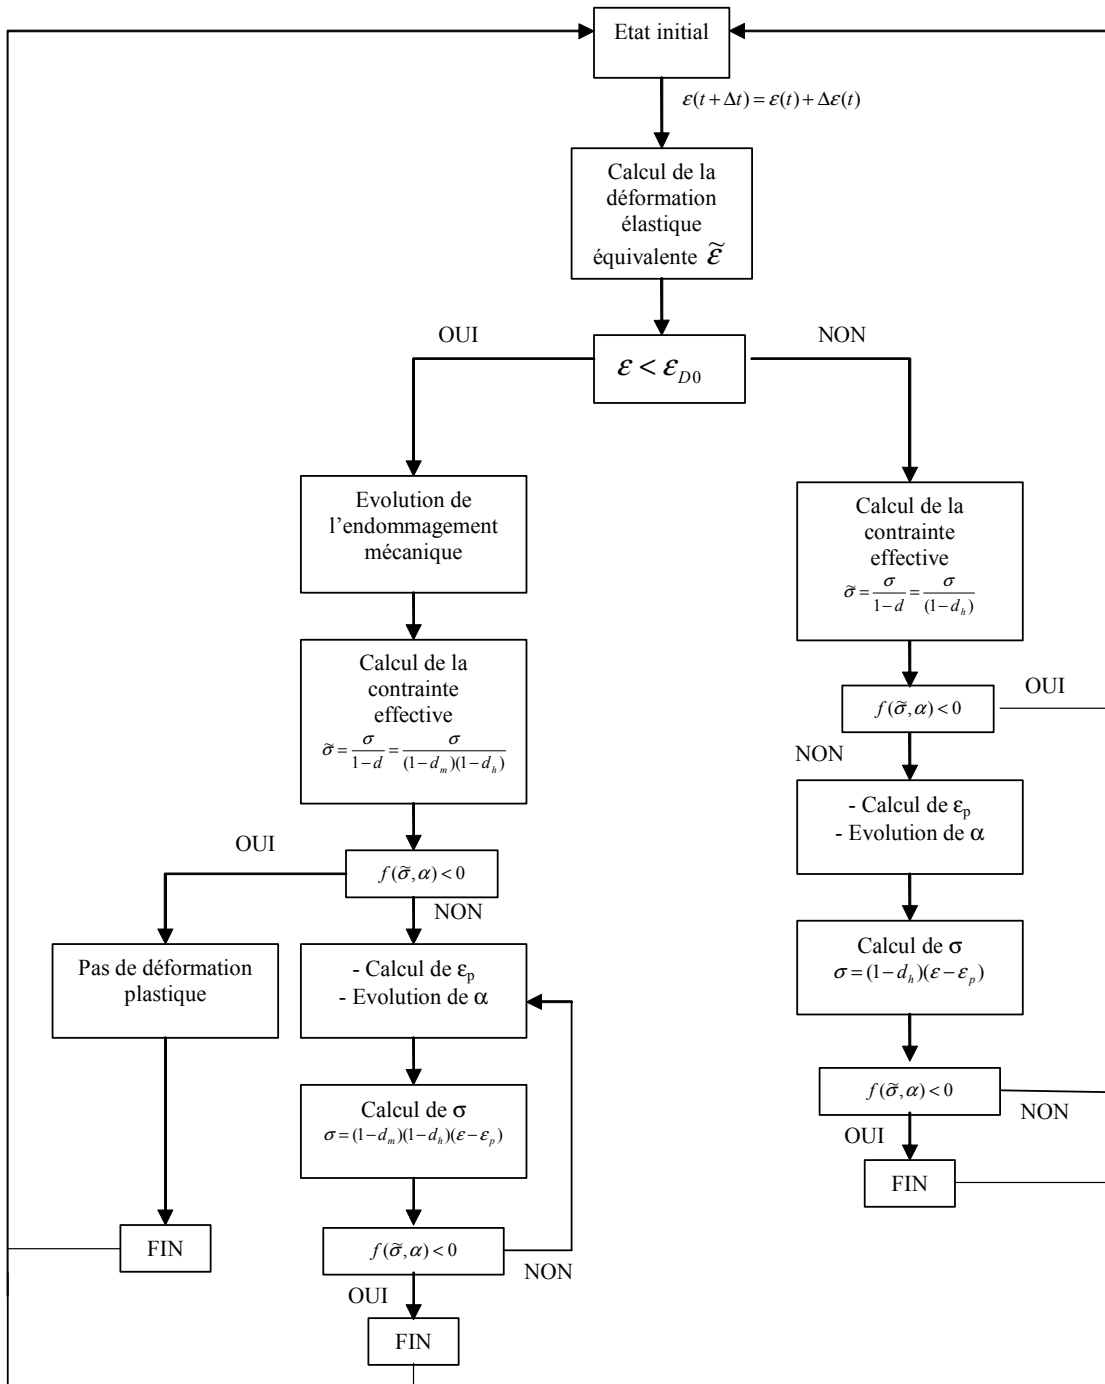 Etat initial
ε(t + Δt) = ε(t) + Δε(t)
Calcul de la
déformation
élastique
équivalente ε̃
OUI
NON
ε < ε_{D0}
Evolution de
l’endommagement
mécanique
Calcul de la
contrainte
effective
σ̃ = σ/(1−d) = σ/((1−d_m)(1−d_h))
OUI
f(σ̃,α) < 0
NON
Pas de déformation
plastique
- Calcul de ε_p
- Evolution de α
Calcul de σ
σ = (1−d_m)(1−d_h)(ε−ε_p)
FIN
f(σ̃,α) < 0
NON
OUI
FIN
Calcul de la
contrainte
effective
σ̃ = σ/(1−d) = σ/((1−d_h))
OUI
f(σ̃,α) < 0
NON
- Calcul de ε_p
- Evolution de α
Calcul de σ
σ = (1−d_h)(ε−ε_p)
f(σ̃,α) < 0
NON
OUI
FIN